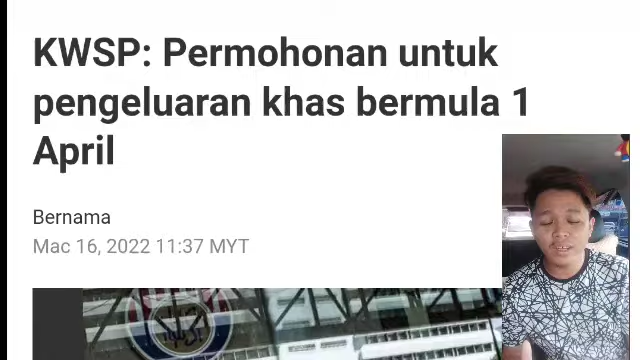 KWSP: Permohonan untuk
pengeluaran khas bermula 1
April
Bernama
Mac 16, 2022 11:37 MYT